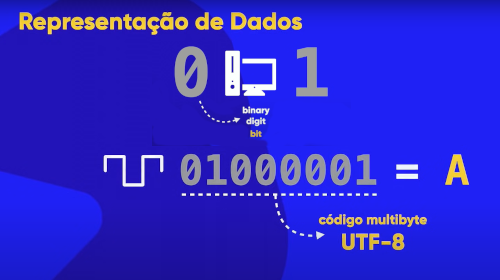 Representação de Dados
0 1
binary
digit
bit
01000001 = A
código multibyte
UTF-8